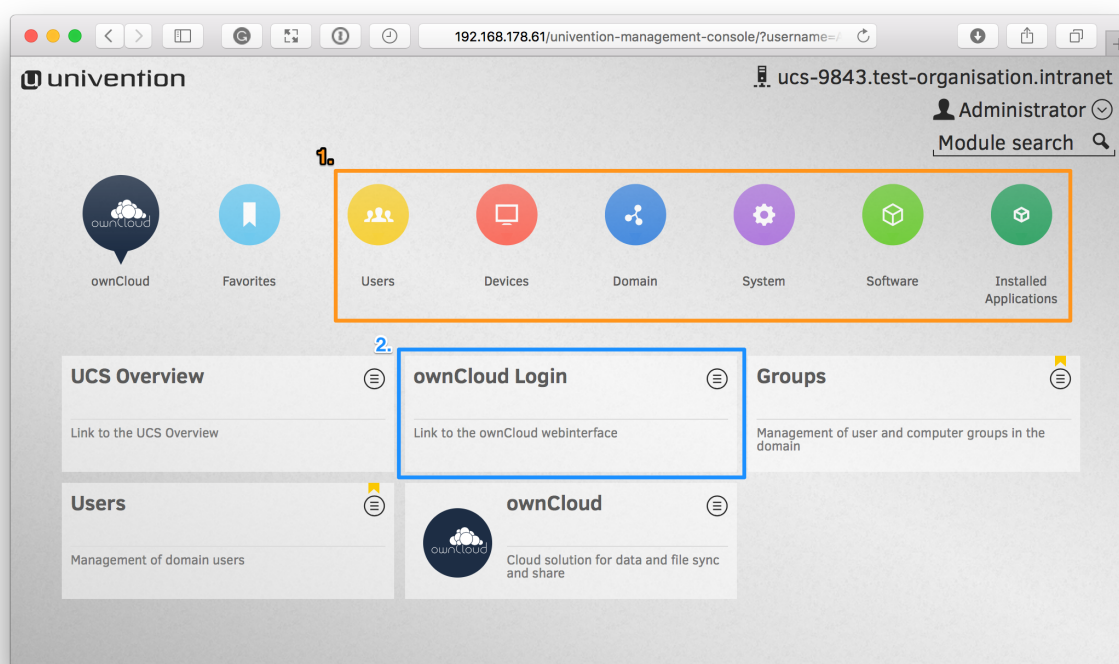 192.168.178.61/univention-management-console/?username=
univention
ucs-9843.test-organisation.intranet
Administrator
Module search
1.
ownCloud
ownCloud
Favorites
Users
Devices
Domain
System
Software
Installed
Applications
2.
UCS Overview
Link to the UCS Overview
ownCloud Login
Link to the ownCloud webinterface
Groups
Management of user and computer groups in the
domain
Users
Management of domain users
ownCloud
ownCloud
Cloud solution for data and file sync
and share